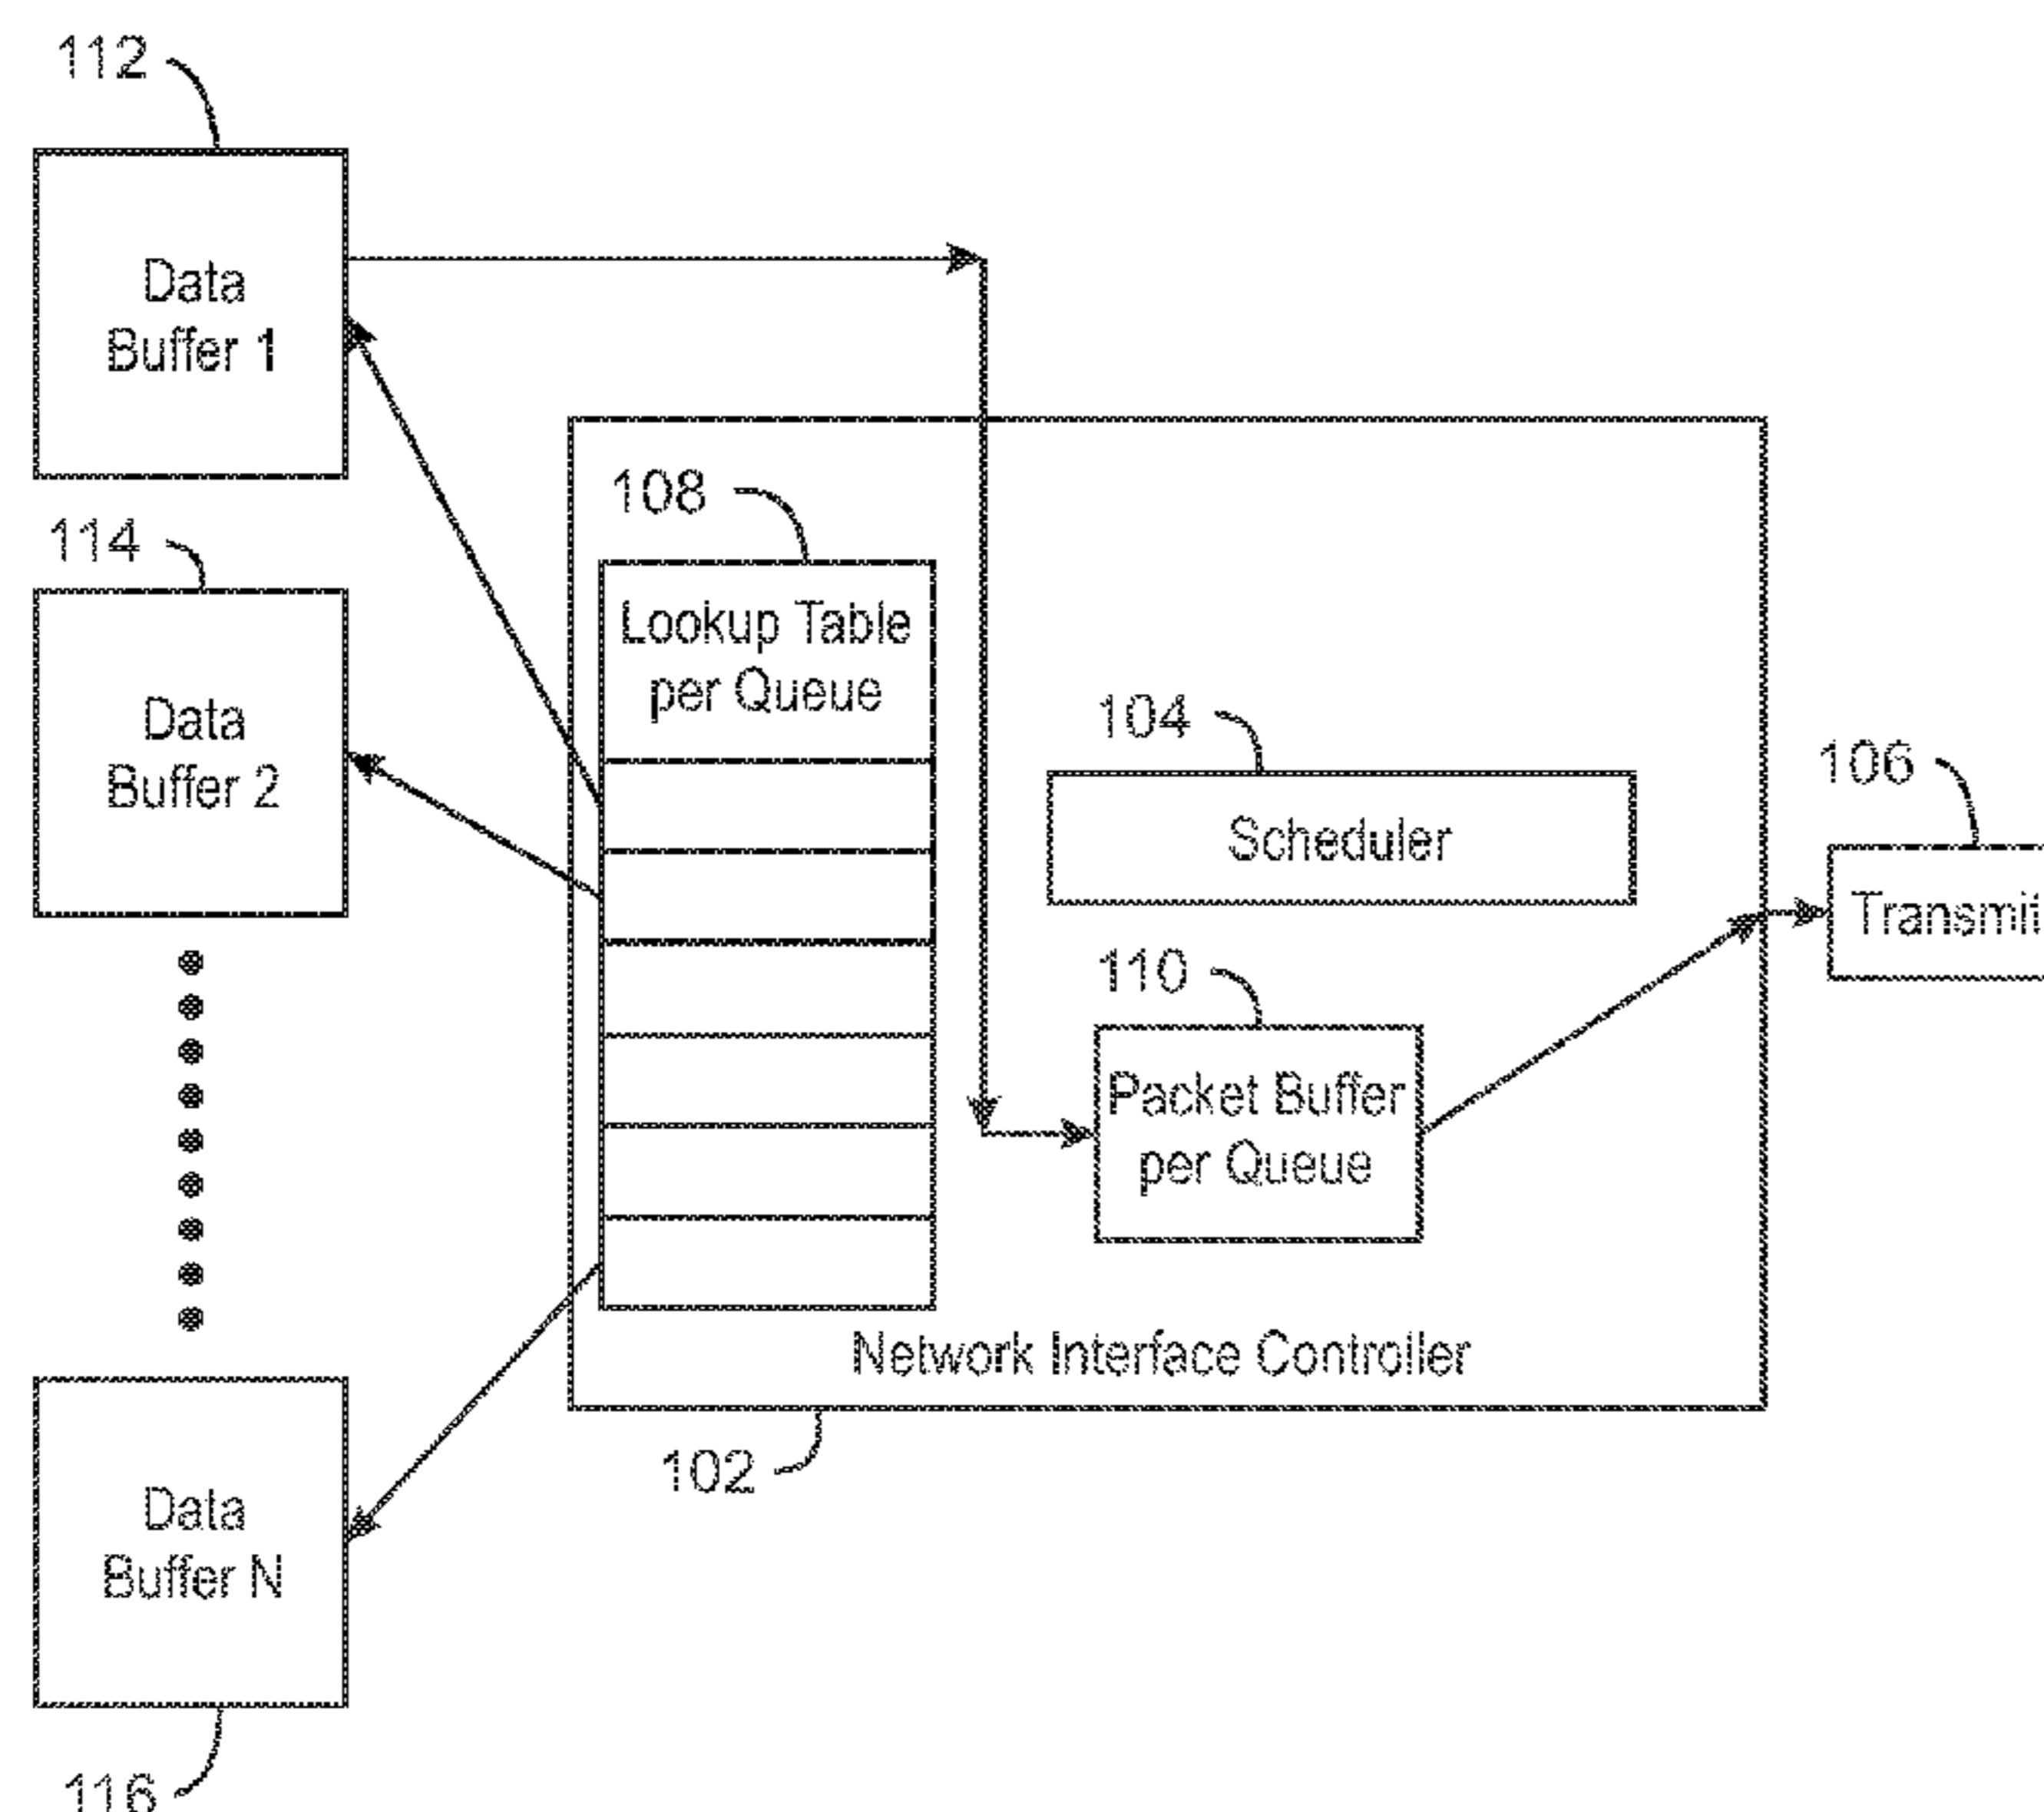 112
Data
Buffer 1
114
Data
Buffer 2
108
Lookup Table
per Queue
104
Scheduler
106
Transmit
110
Packet Buffer
per Queue
Network Interface Controller
102
Data
Buffer N
116